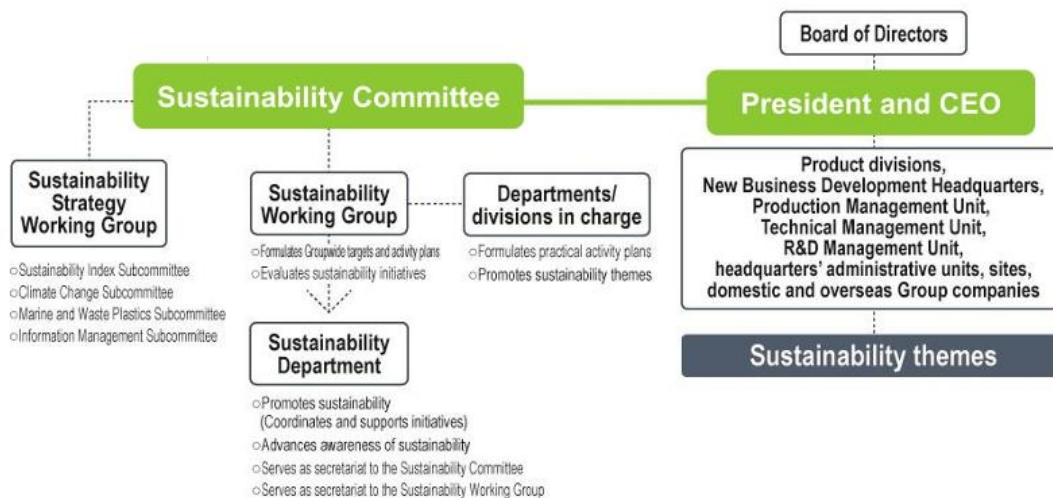 Board of Directors
Sustainability Committee
President and CEO
Sustainability
Strategy
Working Group
○Sustainability Index Subcommittee
○Climate Change Subcommittee
○Marine and Waste Plastics Subcommittee
○Information Management Subcommittee
Sustainability
Working Group
○Formulates Groupwide targets and activity plans
○Evaluates sustainability initiatives
Departments/
divisions in charge
○Formulates practical activity plans
○Promotes sustainability themes
Sustainability
Department
○Promotes sustainability
(Coordinates and supports initiatives)
○Advances awareness of sustainability
○Serves as secretariat to the Sustainability Committee
○Serves as secretariat to the Sustainability Working Group
Product divisions,
New Business Development Headquarters,
Production Management Unit,
Technical Management Unit,
R&D Management Unit,
headquarters' administrative units, sites,
domestic and overseas Group companies
Sustainability themes